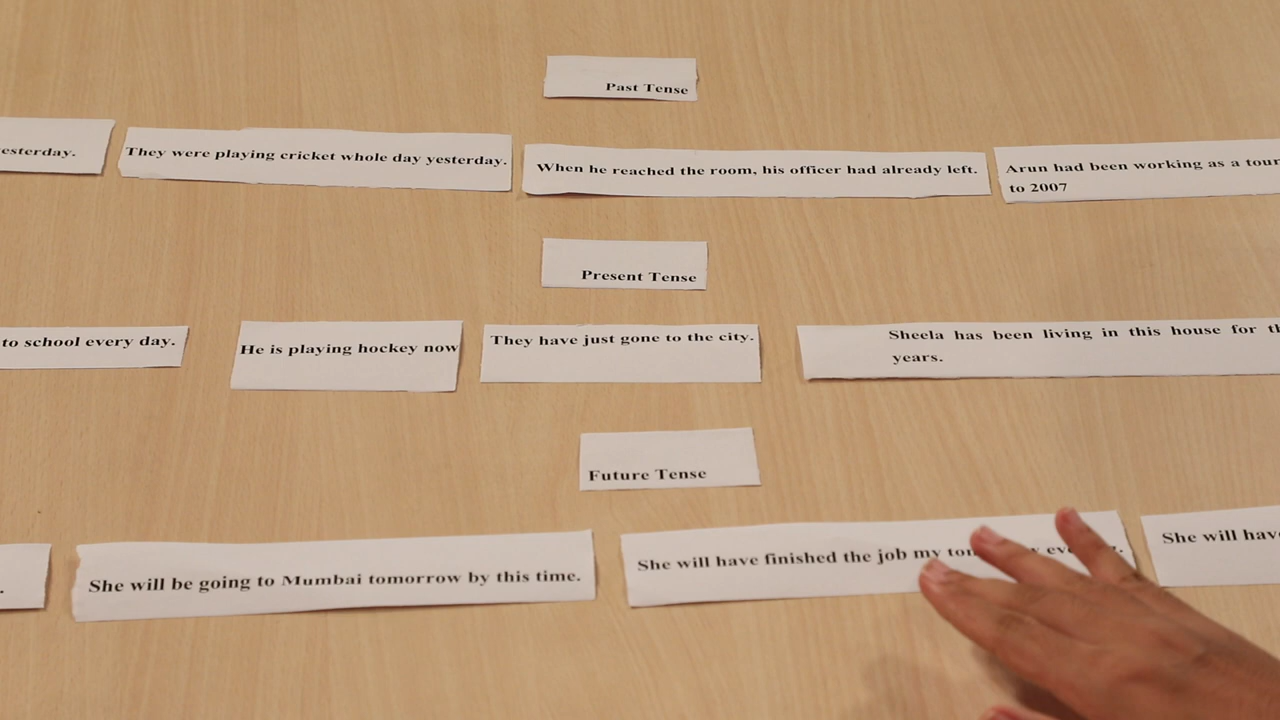 Past Tense
yesterday.
They were playing cricket whole day yesterday.
When he reached the room, his officer had already left.
Arun had been working as a tour
to 2007
Present Tense
to school every day.
He is playing hockey now
They have just gone to the city.
Sheela has been living in this house for
years.
Future Tense
She will be going to Mumbai tomorrow by this time.
She will have finished the job my
She will have